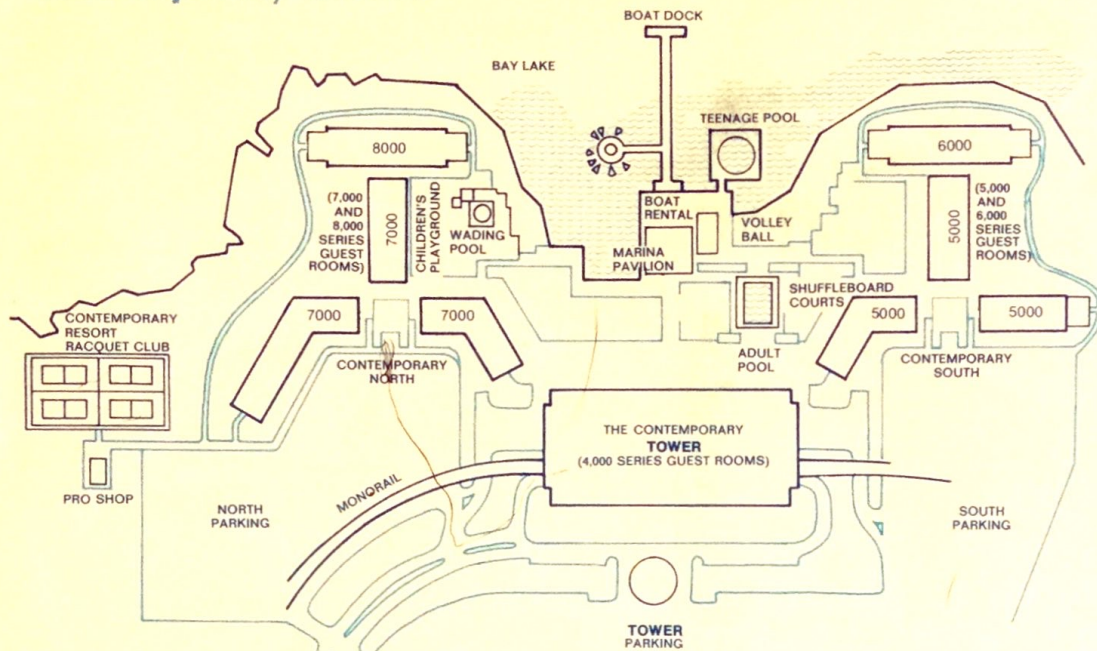 BOAT DOCK
BAY LAKE
TEENAGE POOL
8000
6000
(7,000
AND
8,000
SERIES
GUEST
ROOMS)
7000
CHILDREN'S
PLAYGROUND
WADING
POOL
BOAT
RENTAL
VOLLEY
BALL
MARINA
PAVILION
5000
(5,000
AND
6,000
SERIES
GUEST
ROOMS)
SHUFFLEBOARD
COURTS
CONTEMPORARY
RESORT
RACQUET CLUB
7000
7000
5000
5000
CONTEMPORARY
NORTH
ADULT
POOL
CONTEMPORARY
SOUTH
THE CONTEMPORARY
TOWER
(4,000 SERIES GUEST ROOMS)
PRO SHOP
MONORAIL
NORTH
PARKING
SOUTH
PARKING
TOWER
PARKING